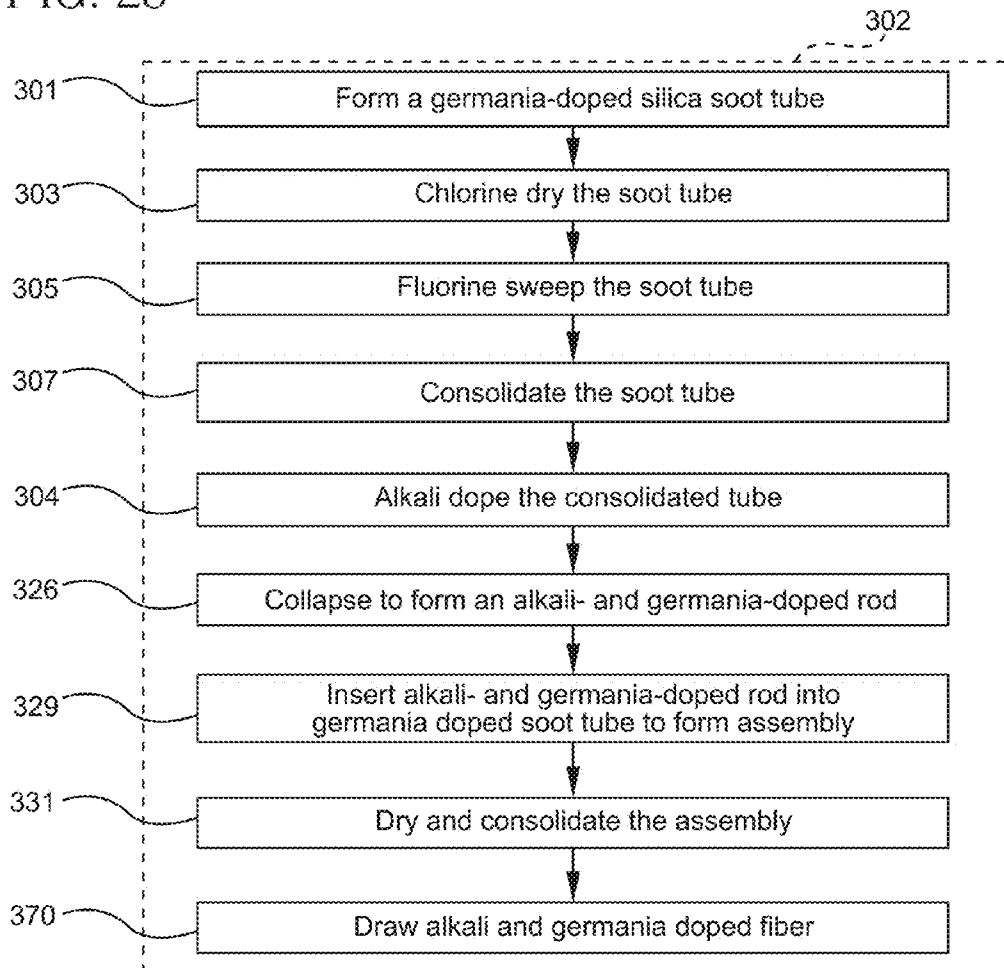 FIG. 28
302
301
Form a germania-doped silica soot tube
303
Chlorine dry the soot tube
305
Fluorine sweep the soot tube
307
Consolidate the soot tube
304
Alkali dope the consolidated tube
326
Collapse to form an alkali- and germania-doped rod
329
Insert alkali- and germania-doped rod into
germania doped soot tube to form assembly
331
Dry and consolidate the assembly
370
Draw alkali and germania doped fiber